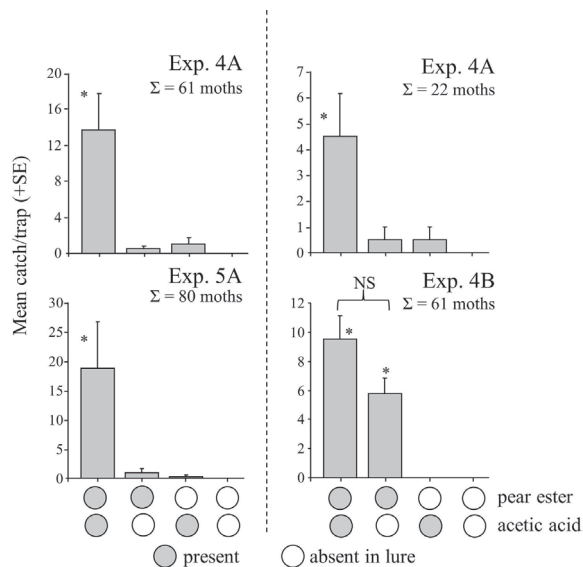 Exp. 4A
Σ = 61 moths
*
20
16
12
8
4
0
Exp. 4A
Σ = 22 moths
*
7
6
5
4
3
2
1
0
Mean catch/trap (+SE)
Exp. 5A
Σ = 80 moths
*
30
25
20
15
10
5
0
NS
Exp. 4B
Σ = 61 moths
*
*
12
10
8
6
4
2
0
pear ester
acetic acid
present
absent in lure